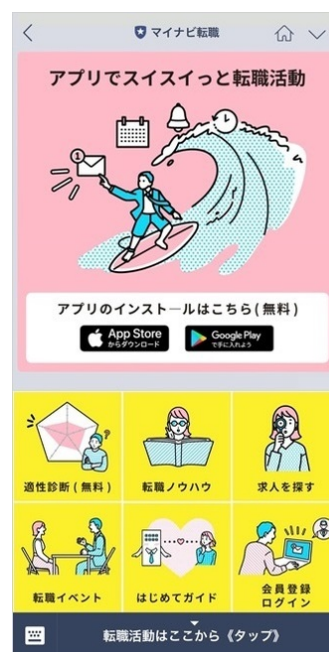 マイナビ転職
アプリでスイスイっと転職活動
1
アプリのインストールはこちら(無料)
App Store
からダウンロード
Google Play
で手に入れよう
適性診断(無料)
転職ノウハウ
求人を探す
転職イベント
はじめてガイド
会員登録
ログイン
転職活動はここから《タップ》